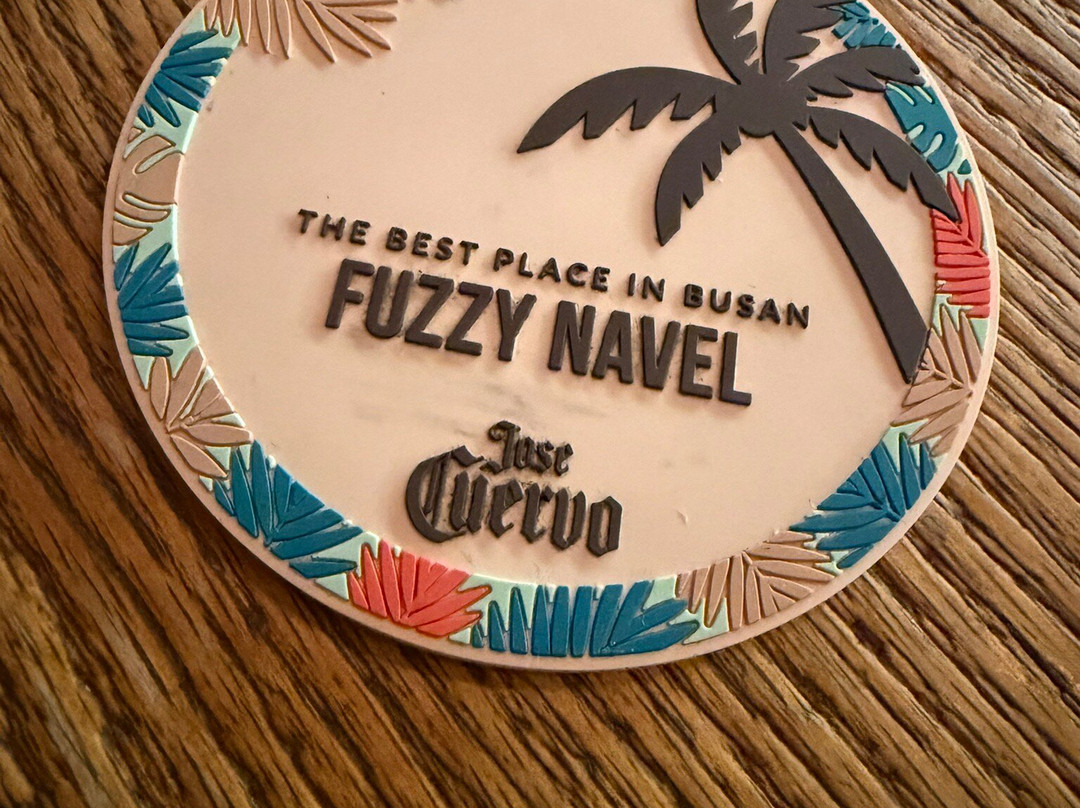 THE BEST PLACE IN BUSAN
FUZZY NAVEL
Jose
Cuervo